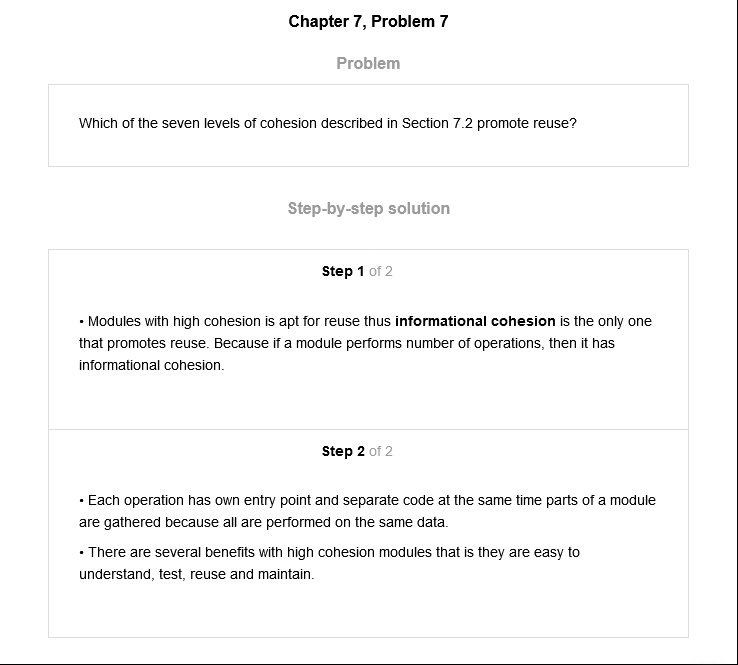 Chapter 7, Problem 7
Problem
Which of the seven levels of cohesion described in Section 7.2 promote reuse?
Step-by-step solution
Step 1 of 2
• Modules with high cohesion is apt for reuse thus informational cohesion is the only one
that promotes reuse. Because if a module performs number of operations, then it has
informational cohesion.
Step 2 of 2
• Each operation has own entry point and separate code at the same time parts of a module
are gathered because all are performed on the same data.
• There are several benefits with high cohesion modules that is they are easy to
understand, test, reuse and maintain.